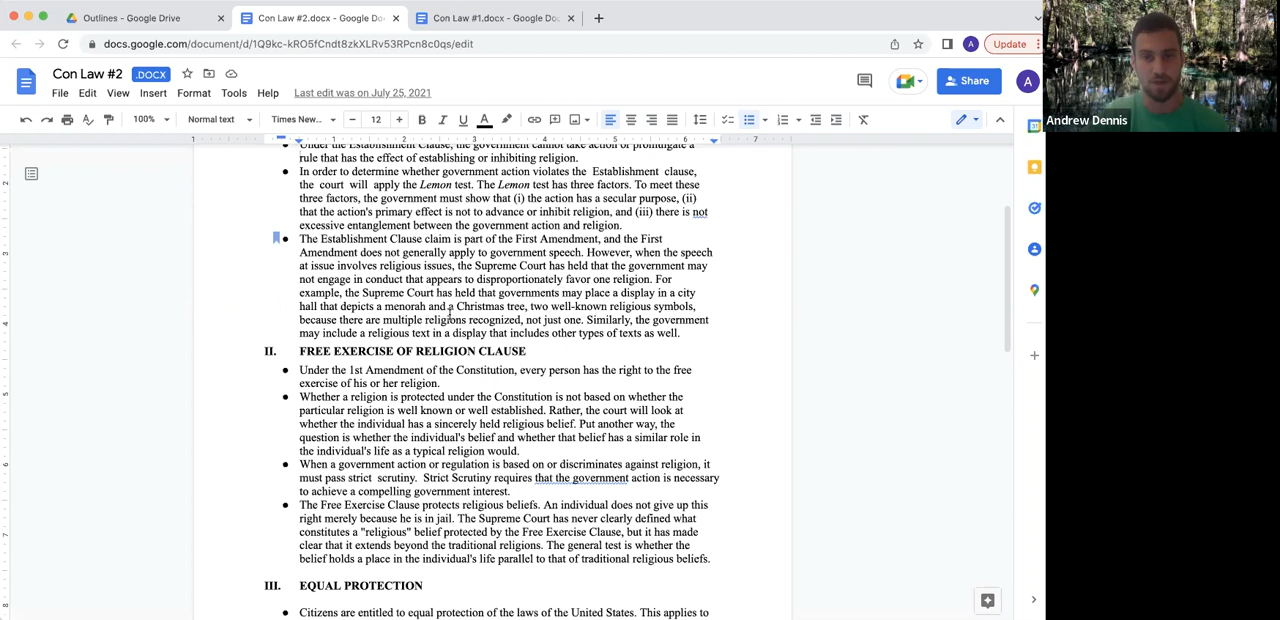 Outlines - Google Drive
Con Law #2.docx - Google Do
Con Law #1.docx - Google Do
docs.google.com/document/d/1Q9kc-kRO5fCndt8zkXLRv53RPcn8c0qs/edit
A
Update
Con Law #2 .DOCX
File Edit View Insert Format Tools Help Last edit was on July 25, 2021
Share
A
100% Normal text Times New... 12 B I U A
1 1 2 3 4 5 6 7
Under the Establishment Clause, the government cannot take action or promulgate a
rule that has the effect of establishing or inhibiting religion.
In order to determine whether government action violates the Establishment clause,
the court will apply the Lemon test. The Lemon test has three factors. To meet these
three factors, the government must show that (i) the action has a secular purpose, (ii)
that the action's primary effect is not to advance or inhibit religion, and (iii) there is not
excessive entanglement between the government action and religion.
The Establishment Clause claim is part of the First Amendment, and the First
Amendment does not generally apply to government speech. However, when the speech
at issue involves religious issues, the Supreme Court has held that the government may
not engage in conduct that appears to disproportionately favor one religion. For
example, the Supreme Court has held that governments may place a display in a city
hall that depicts a menorah and a Christmas tree, two well-known religious symbols,
because there are multiple religions recognized, not just one. Similarly, the government
may include a religious text in a display that includes other types of texts as well.
II. FREE EXERCISE OF RELIGION CLAUSE
Under the 1st Amendment of the Constitution, every person has the right to the free
exercise of his or her religion.
Whether a religion is protected under the Constitution is not based on whether the
particular religion is well known or well established. Rather, the court will look at
whether the individual has a sincerely held religious belief. Put another way, the
question is whether the individual's belief and whether that belief has a similar role in
the individual's life as a typical religion would.
When a government action or regulation is based on or discriminates against religion, it
must pass strict scrutiny. Strict Scrutiny requires that the government action is necessary
to achieve a compelling government interest.
The Free Exercise Clause protects religious beliefs. An individual does not give up this
right merely because he is in jail. The Supreme Court has never clearly defined what
constitutes a "religious" belief protected by the Free Exercise Clause, but it has made
clear that it extends beyond the traditional religions. The general test is whether the
belief holds a place in the individual's life parallel to that of traditional religious beliefs.
III. EQUAL PROTECTION
Citizens are entitled to equal protection of the laws of the United States. This applies to
Andrew Dennis